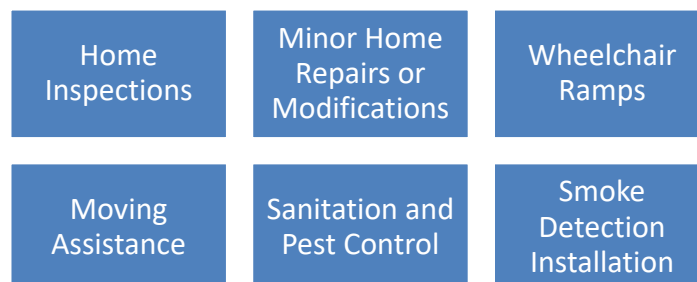 Home
Inspections
Minor Home
Repairs or
Modifications
Wheelchair
Ramps
Moving
Assistance
Sanitation and
Pest Control
Smoke
Detection
Installation